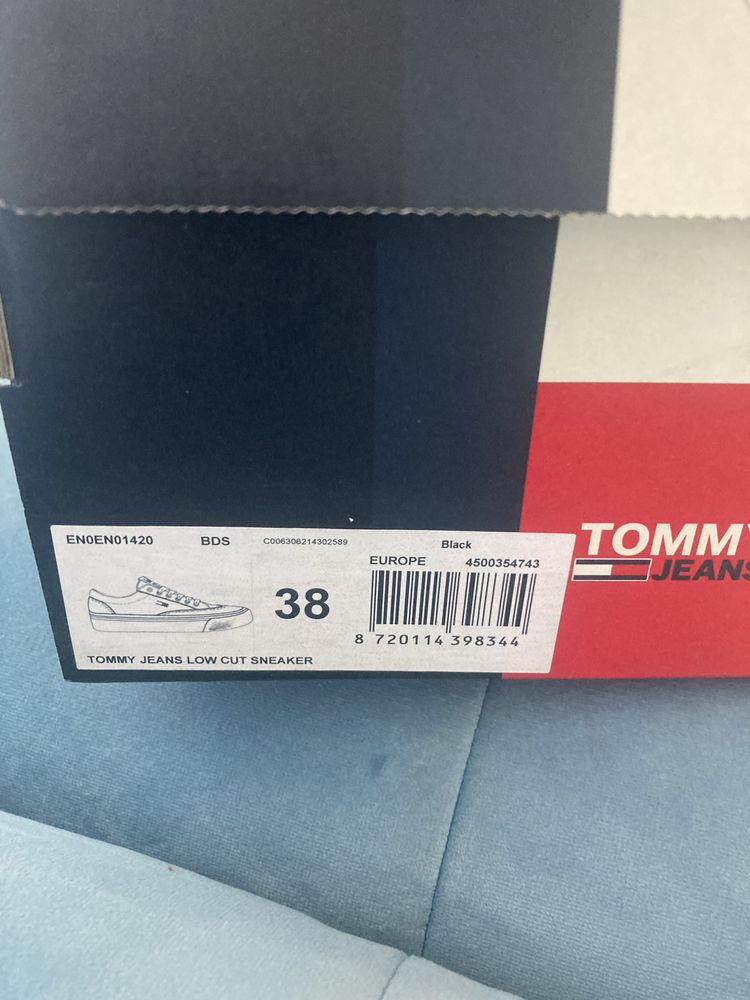 EN0EN01420 BDS C006306214302589 Black
EUROPE 4500354743
38
8 720114 398344
TOMMY JEANS LOW CUT SNEAKER
TOMMY
JEANS